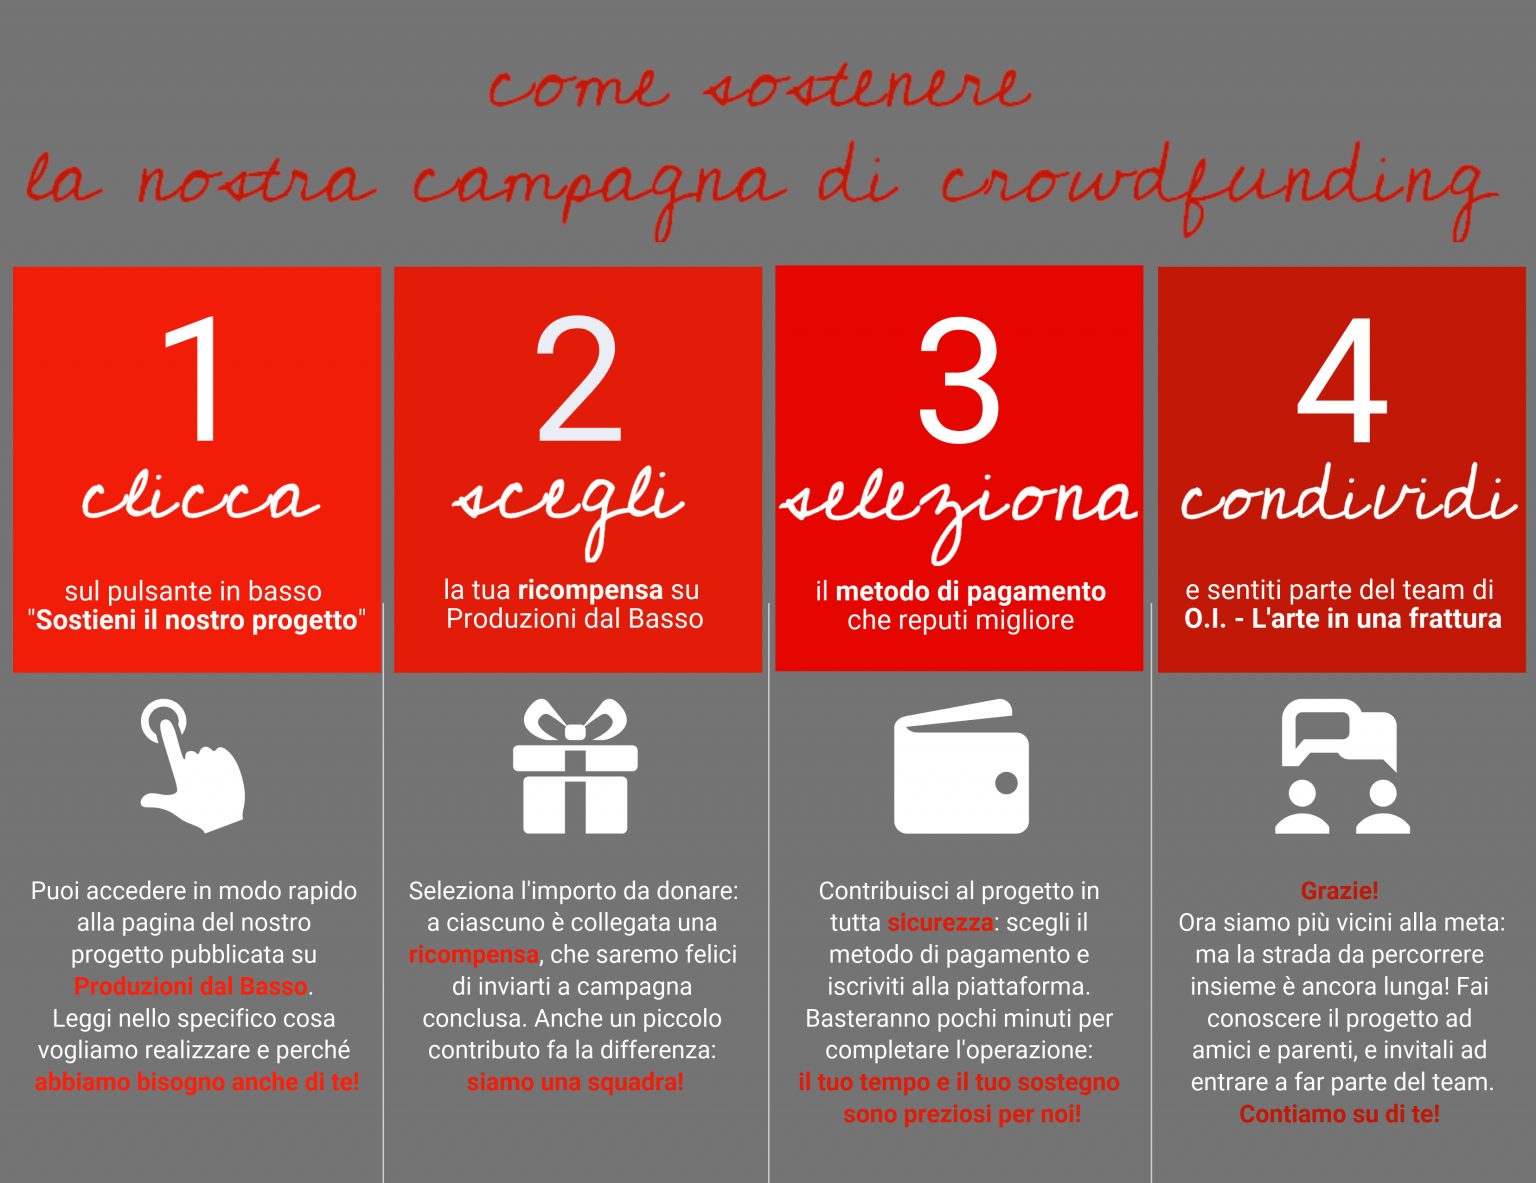 come sostenere
la nostra campagna di crowdfunding
1
clicca
sul pulsante in basso
"Sostieni il nostro progetto"
Puoi accedere in modo rapido
alla pagina del nostro
progetto pubblicata su
Produzioni dal Basso.
Leggi nello specifico cosa
vogliamo realizzare e perché
abbiamo bisogno anche di te!
2
scegli
la tua ricompensa su
Produzioni dal Basso
Seleziona l'importo da donare:
a ciascuno è collegata una
ricompensa, che saremo felici
di inviarti a campagna
conclusa. Anche un piccolo
contributo fa la differenza:
siamo una squadra!
3
seleziona
il metodo di pagamento
che reputi migliore
Contribuisci al progetto in
tutta sicurezza: scegli il
metodo di pagamento e
iscriviti alla piattaforma.
Basteranno pochi minuti per
completare l'operazione:
il tuo tempo e il tuo sostegno
sono preziosi per noi!
4
condividi
e sentiti parte del team di
O.I. - L'arte in una frattura
Grazie!
Ora siamo più vicini alla meta:
ma la strada da percorrere
insieme è ancora lunga! Fai
conoscere il progetto ad
amici e parenti, e invitali ad
entrare a far parte del team.
Contiamo su di te!